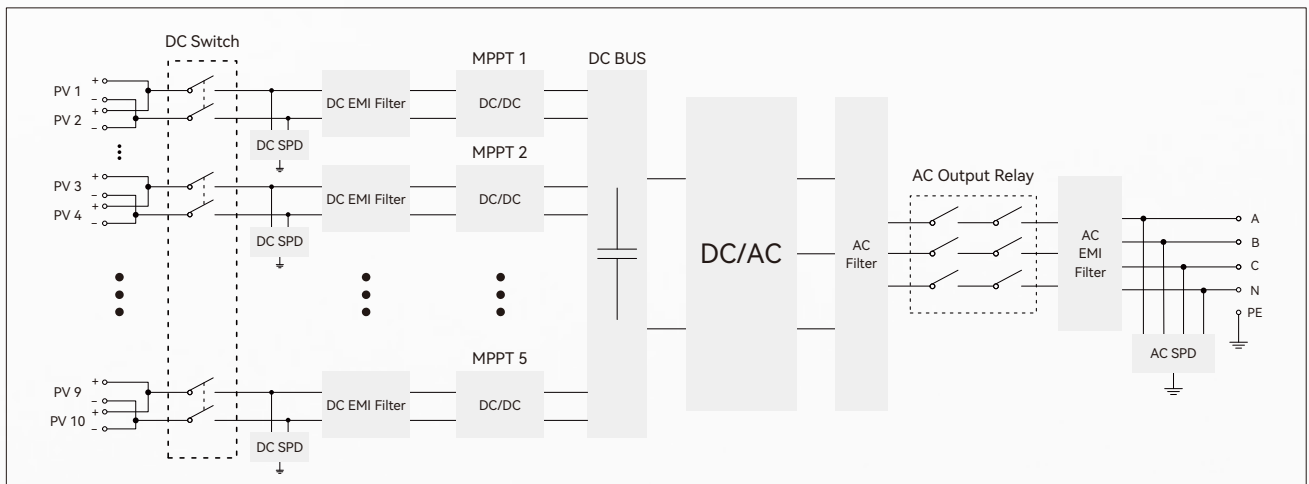 DC Switch
PV 1
+
−
PV 2
+
−
DC SPD
DC EMI Filter
MPPT 1
DC/DC
PV 3
+
−
PV 4
+
−
DC SPD
DC EMI Filter
MPPT 2
DC/DC
PV 9
+
−
PV 10
+
−
DC SPD
DC EMI Filter
MPPT 5
DC/DC
DC BUS
DC/AC
AC
Filter
AC Output Relay
AC
EMI
Filter
A
B
C
N
PE
AC SPD